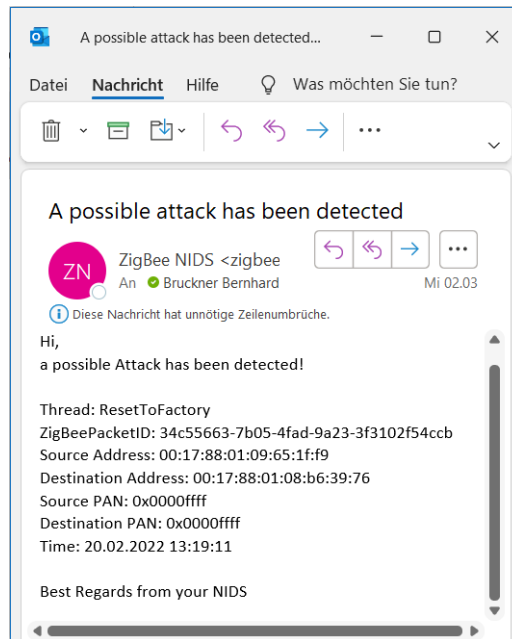 A possible attack has been detected...
Datei Nachricht Hilfe Was möchten Sie tun?
A possible attack has been detected
ZN
ZigBee NIDS <zigbee
An Bruckner Bernhard Mi 02.03
Diese Nachricht hat unnötige Zeilenumbrüche.
Hi,
a possible Attack has been detected!
Thread: ResetToFactory
ZigBeePacketID: 34c55663-7b05-4fad-9a23-3f3102f54ccb
Source Address: 00:17:88:01:09:65:1f:f9
Destination Address: 00:17:88:01:08:b6:39:76
Source PAN: 0x0000ffff
Destination PAN: 0x0000ffff
Time: 20.02.2022 13:19:11
Best Regards from your NIDS